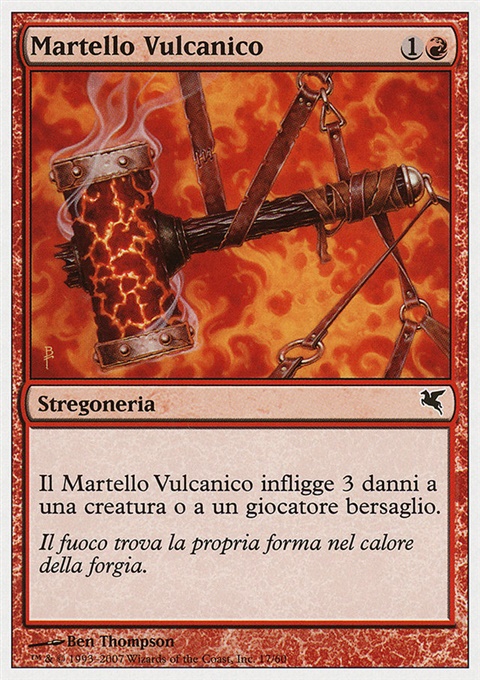 Martello Vulcanico 1
Stregoneria
Il Martello Vulcanico infligge 3 danni a
una creatura o a un giocatore bersaglio.
Il fuoco trova la propria forma nel calore
della forgia.
Ben Thompson
™ & © 1993-2007 Wizards of the Coast, Inc. 17/60